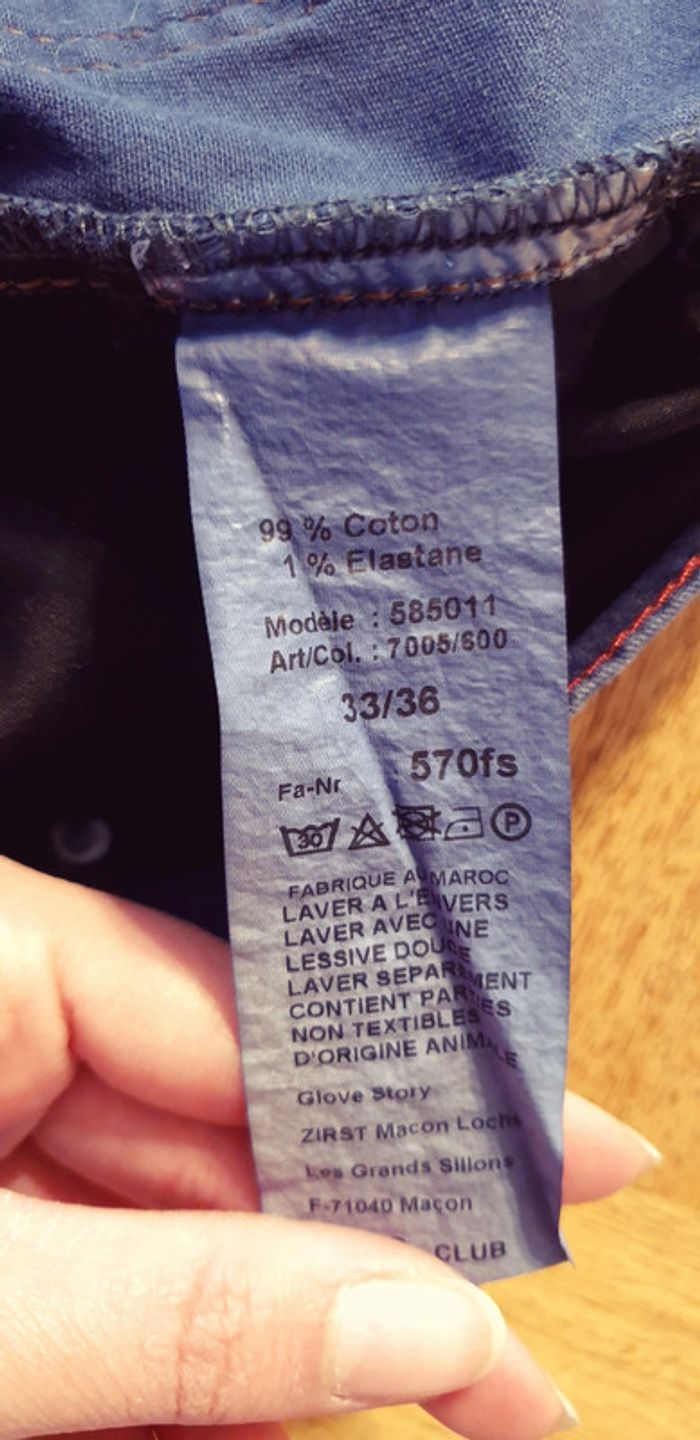 99 % Coton
1 % Elastane
Modèle : 585011
Art/Col. : 7005/600
33/36
Fa-Nr : 570fs
30 P
FABRIQUE AU MAROC
LAVER A L'ENVERS
LAVER AVEC UNE
LESSIVE DOUCE
LAVER SEPAREMENT
CONTIENT PARTIES
NON TEXTIBLES
D'ORIGINE ANIMALE
Glove Story
ZIRST Macon Loché
Les Grands Sillons
F-71040 Maçon
CLUB